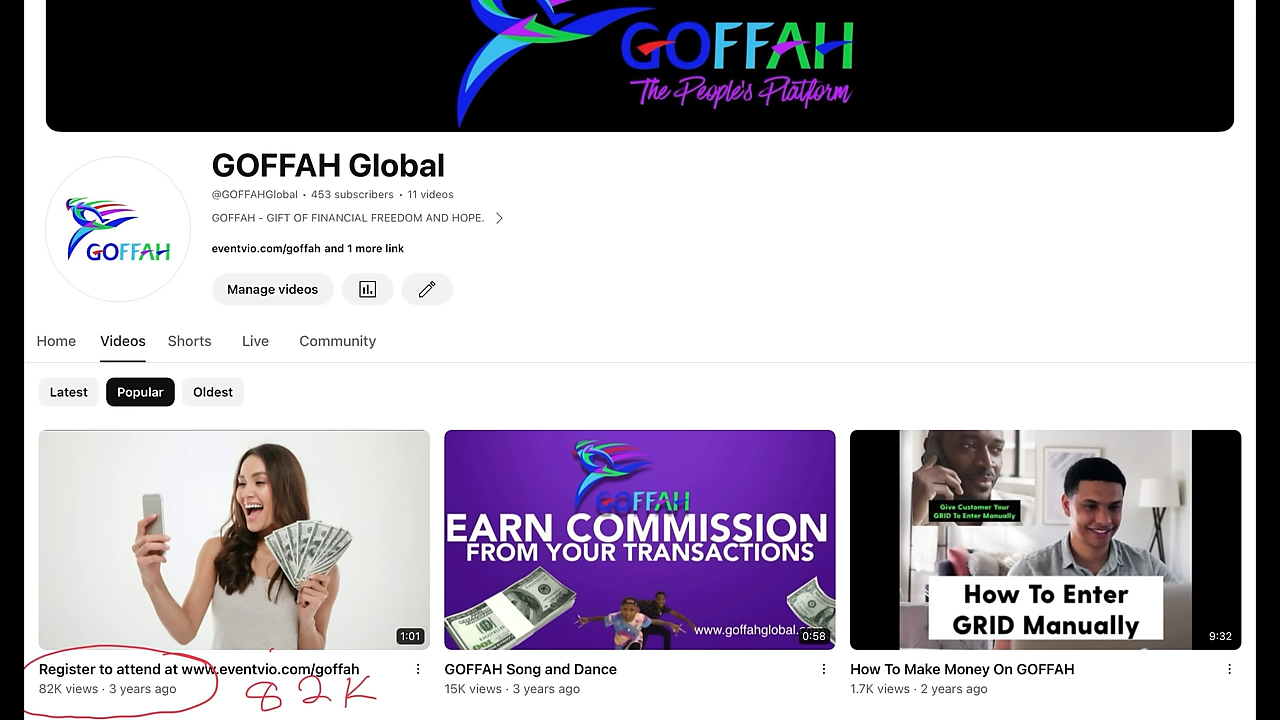 GOFFAH
The People's Platform
GOFFAH
GOFFAH Global
@GOFFAHGlobal • 453 subscribers • 11 videos
GOFFAH - GIFT OF FINANCIAL FREEDOM AND HOPE.
eventvio.com/goffah and 1 more link
Manage videos
Home Videos Shorts Live Community
Latest Popular Oldest
1:01
GOFFAH
EARN COMMISSION
FROM YOUR TRANSACTIONS
www.goffahglobal.
0:58
Give Customer Your
GRID To Enter Manually
How To Enter
GRID Manually
9:32
Register to attend at www.eventvio.com/goffah
82K views • 3 years ago
82K
GOFFAH Song and Dance
15K views • 3 years ago
How To Make Money On GOFFAH
1.7K views • 2 years ago